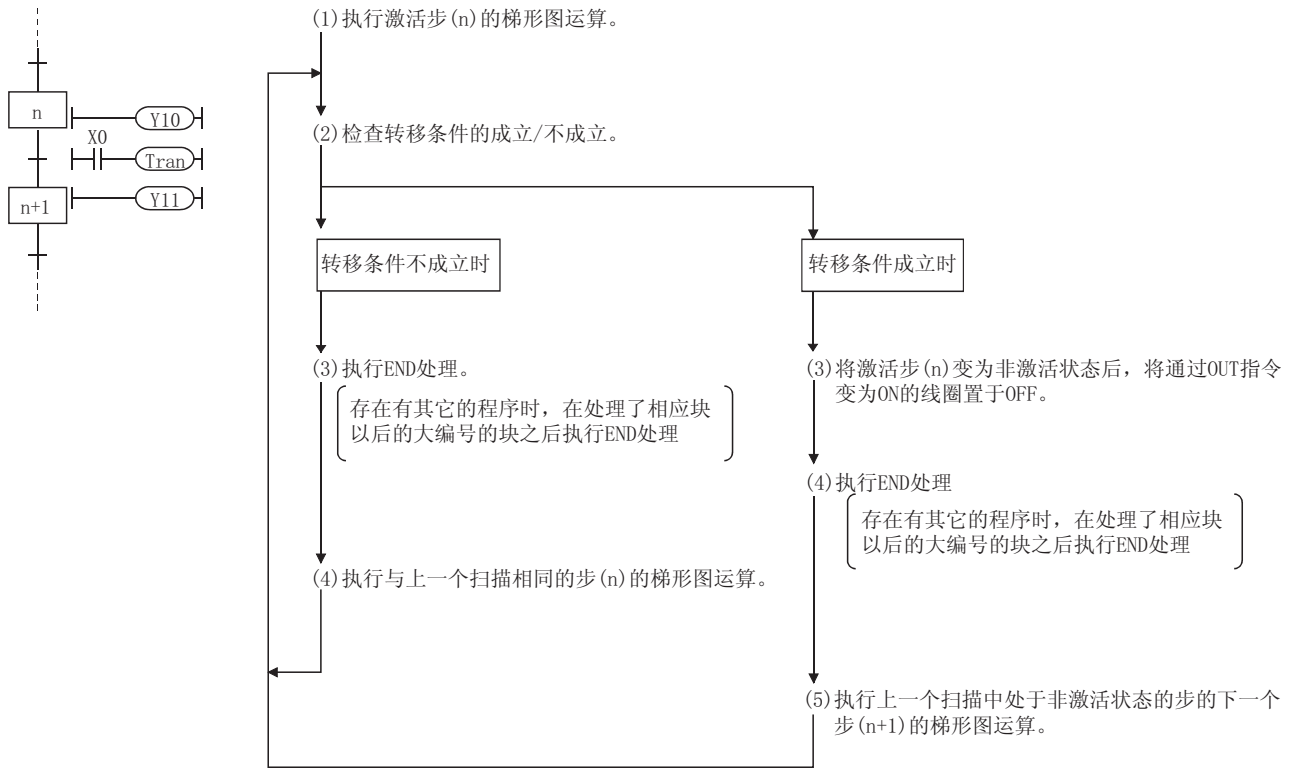 (1)执行激活步(n)的梯形图运算。
n
Y10
X0
Tran
n+1
Y11
(2)检查转移条件的成立/不成立。
转移条件不成立时
(3)执行END处理。
存在有其它的程序时，在处理了相应块
以后的大编号的块之后执行END处理
(4)执行与上一个扫描相同的步(n)的梯形图运算。
转移条件成立时
(3)将激活步(n)变为非激活状态后，将通过OUT指令
变为ON的线圈置于OFF。
(4)执行END处理
存在有其它的程序时，在处理了相应块
以后的大编号的块之后执行END处理
(5)执行上一个扫描中处于非激活状态的步的下一个
步(n+1)的梯形图运算。